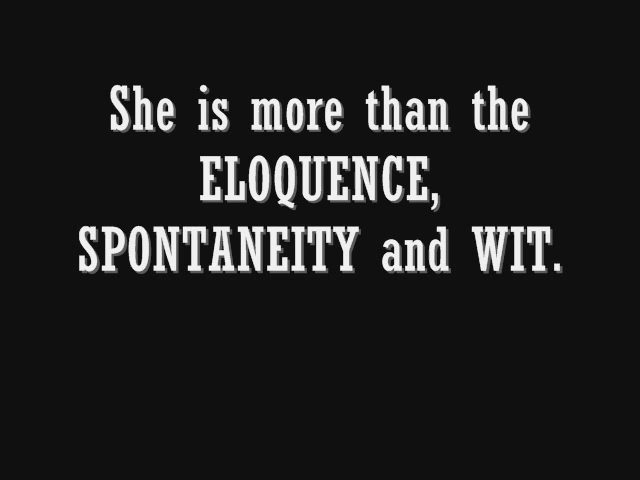 She is more than the
ELOQUENCE,
SPONTANEITY and WIT.